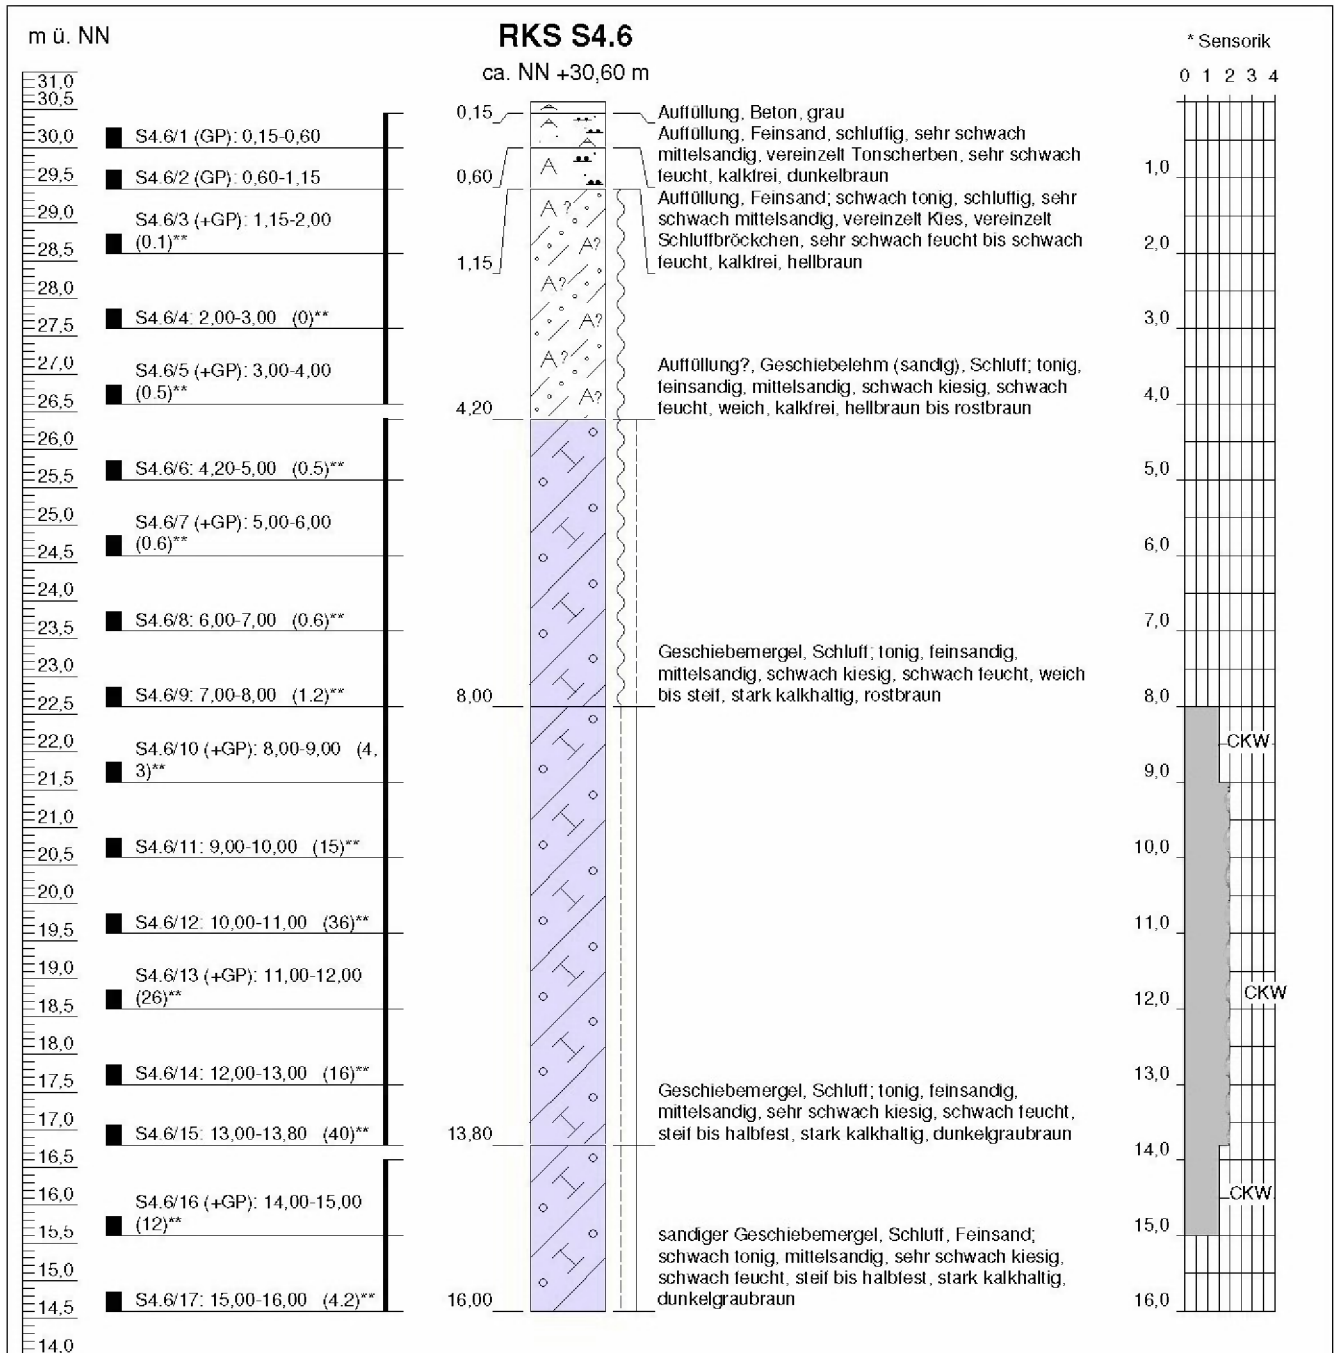 m ü. NN
RKS S4.6
ca. NN +30,60 m
* Sensorik
0 1 2 3 4
31,0
30,5
30,0
29,5
29,0
28,5
28,0
27,5
27,0
26,5
26,0
25,5
25,0
24,5
24,0
23,5
23,0
22,5
22,0
21,5
21,0
20,5
20,0
19,5
19,0
18,5
18,0
17,5
17,0
16,5
16,0
15,5
15,0
14,5
14,0
S4.6/1 (GP): 0,15-0,60
S4.6/2 (GP): 0,60-1,15
S4.6/3 (+GP): 1,15-2,00
(0.1)**
S4.6/4: 2,00-3,00 (0)**
S4.6/5 (+GP): 3,00-4,00
(0.5)**
S4.6/6: 4,20-5,00 (0.5)**
S4.6/7 (+GP): 5,00-6,00
(0.6)**
S4.6/8: 6,00-7,00 (0.6)**
S4.6/9: 7,00-8,00 (1.2)**
S4.6/10 (+GP): 8,00-9,00 (4,
3)**
S4.6/11: 9,00-10,00 (15)**
S4.6/12: 10,00-11,00 (36)**
S4.6/13 (+GP): 11,00-12,00
(26)**
S4.6/14: 12,00-13,00 (16)**
S4.6/15: 13,00-13,80 (40)**
S4.6/16 (+GP): 14,00-15,00
(12)**
S4.6/17: 15,00-16,00 (4.2)**
0,15
0,60
1,15
4,20
8,00
13,80
16,00
A
A?
A?
A?
A?
A?
A?
Auffüllung, Beton, grau
Auffüllung, Feinsand, schluffig, sehr schwach
mittelsandig, vereinzelt Tonscherben, sehr schwach
feucht, kalkfrei, dunkelbraun
Auffüllung, Feinsand; schwach tonig, schluffig, sehr
schwach mittelsandig, vereinzelt Kies, vereinzelt
Schluffbröckchen, sehr schwach feucht bis schwach
feucht, kalkfrei, hellbraun
Auffüllung?, Geschiebelehm (sandig), Schluff; tonig,
feinsandig, mittelsandig, schwach kiesig, schwach
feucht, weich, kalkfrei, hellbraun bis rostbraun
Geschiebemergel, Schluff; tonig, feinsandig,
mittelsandig, schwach kiesig, schwach feucht, weich
bis steif, stark kalkhaltig, rostbraun
Geschiebemergel, Schluff; tonig, feinsandig,
mittelsandig, sehr schwach kiesig, schwach feucht,
steif bis halbfest, stark kalkhaltig, dunkelgraubraun
sandiger Geschiebemergel, Schluff, Feinsand;
schwach tonig, mittelsandig, sehr schwach kiesig,
schwach feucht, steif bis halbfest, stark kalkhaltig,
dunkelgraubraun
1,0
2,0
3,0
4,0
5,0
6,0
7,0
8,0
9,0
10,0
11,0
12,0
13,0
14,0
15,0
16,0
CKW
CKW
CKW